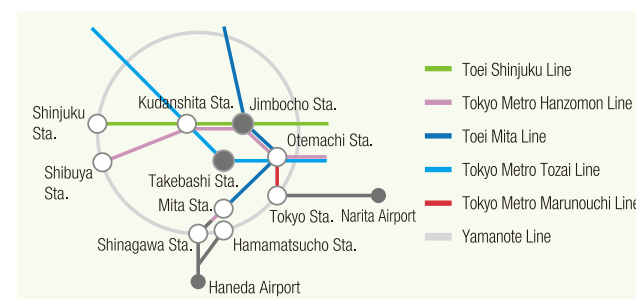 Kudanshita Sta.
Jimbocho Sta.
Shinjuku
Sta.
Otemachi Sta.
Shibuya
Sta.
Takebashi Sta.
Mita Sta.
Tokyo Sta.
Narita Airport
Shinagawa Sta.
Hamamatsucho Sta.
Haneda Airport
Toei Shinjuku Line
Tokyo Metro Hanzomon Line
Toei Mita Line
Tokyo Metro Tozai Line
Tokyo Metro Marunouchi Line
Yamanote Line